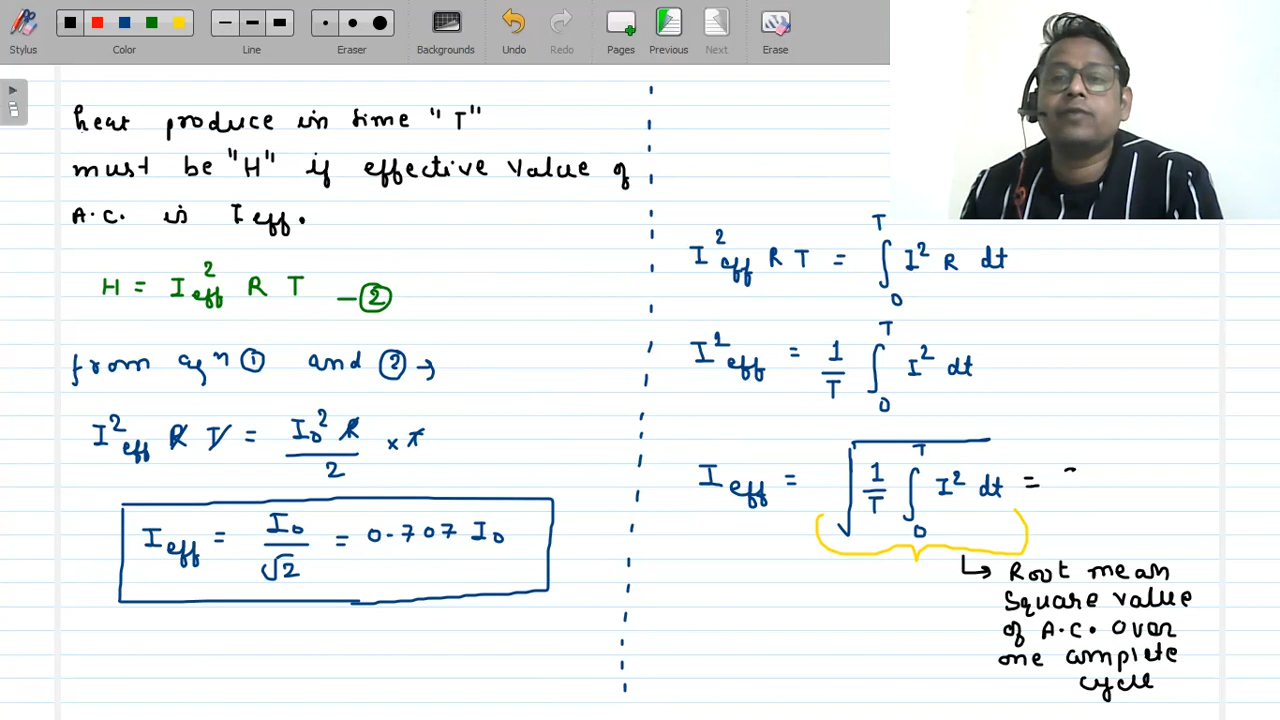 Stylus Color Line Eraser Backgrounds Undo Redo Pages Previous Next Erase
heat produce in time "T"
must be "H" if effective value of
A.C. is I eff.
H = I²eff R T —②
from eqⁿ ① and ② →
I²eff R T = I₀² R / 2 × T
I eff = I₀ / √2 = 0.707 I₀
I²eff R T = ∫₀ᵀ I² R dt
I²eff = 1/T ∫₀ᵀ I² dt
I eff = √(1/T ∫₀ᵀ I² dt) =
↳ Root mean
Square value
of A.C. over
one complete
cycle